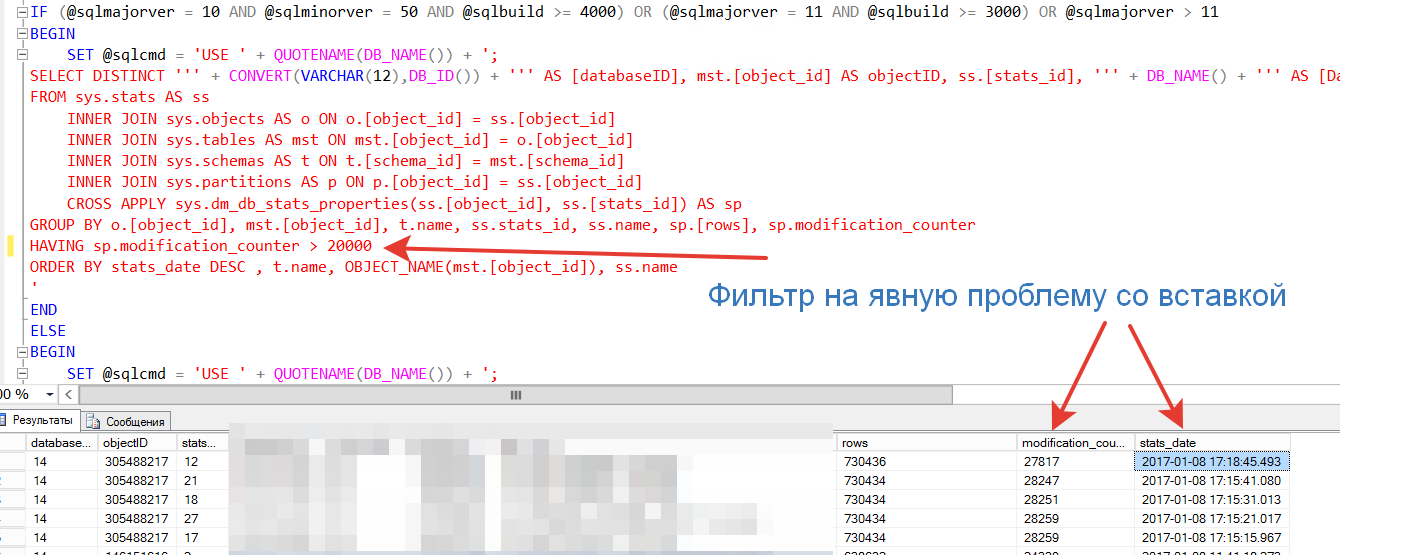 IF (@sqlmajorver = 10 AND @sqlminorver = 50 AND @sqlbuild >= 4000) OR (@sqlmajorver = 11 AND @sqlbuild >= 3000) OR @sqlmajorver > 11
BEGIN
SET @sqlcmd = 'USE ' + QUOTENAME(DB_NAME()) + ';
SELECT DISTINCT ''' + CONVERT(VARCHAR(12),DB_ID()) + ''' AS [databaseID], mst.[object_id] AS objectID, ss.[stats_id], ''' + DB_NAME() + ''' AS [Da
FROM sys.stats AS ss
INNER JOIN sys.objects AS o ON o.[object_id] = ss.[object_id]
INNER JOIN sys.tables AS mst ON mst.[object_id] = o.[object_id]
INNER JOIN sys.schemas AS t ON t.[schema_id] = mst.[schema_id]
INNER JOIN sys.partitions AS p ON p.[object_id] = ss.[object_id]
CROSS APPLY sys.dm_db_stats_properties(ss.[object_id], ss.[stats_id]) AS sp
GROUP BY o.[object_id], mst.[object_id], t.name, ss.stats_id, ss.name, sp.[rows], sp.modification_counter
HAVING sp.modification_counter > 20000
ORDER BY stats_date DESC , t.name, OBJECT_NAME(mst.[object_id]), ss.name
'
Фильтр на явную проблему со вставкой
END
ELSE
BEGIN
SET @sqlcmd = 'USE ' + QUOTENAME(DB_NAME()) + ';
00 %
Результаты Сообщения
database... objectID stats... rows modification_cou... stats_date
14 305488217 12 730436 27817 2017-01-08 17:18:45.493
14 305488217 21 730434 28247 2017-01-08 17:15:41.080
14 305488217 18 730434 28251 2017-01-08 17:15:31.013
14 305488217 27 730434 28259 2017-01-08 17:15:21.017
14 305488217 17 730434 28259 2017-01-08 17:15:15.967
14